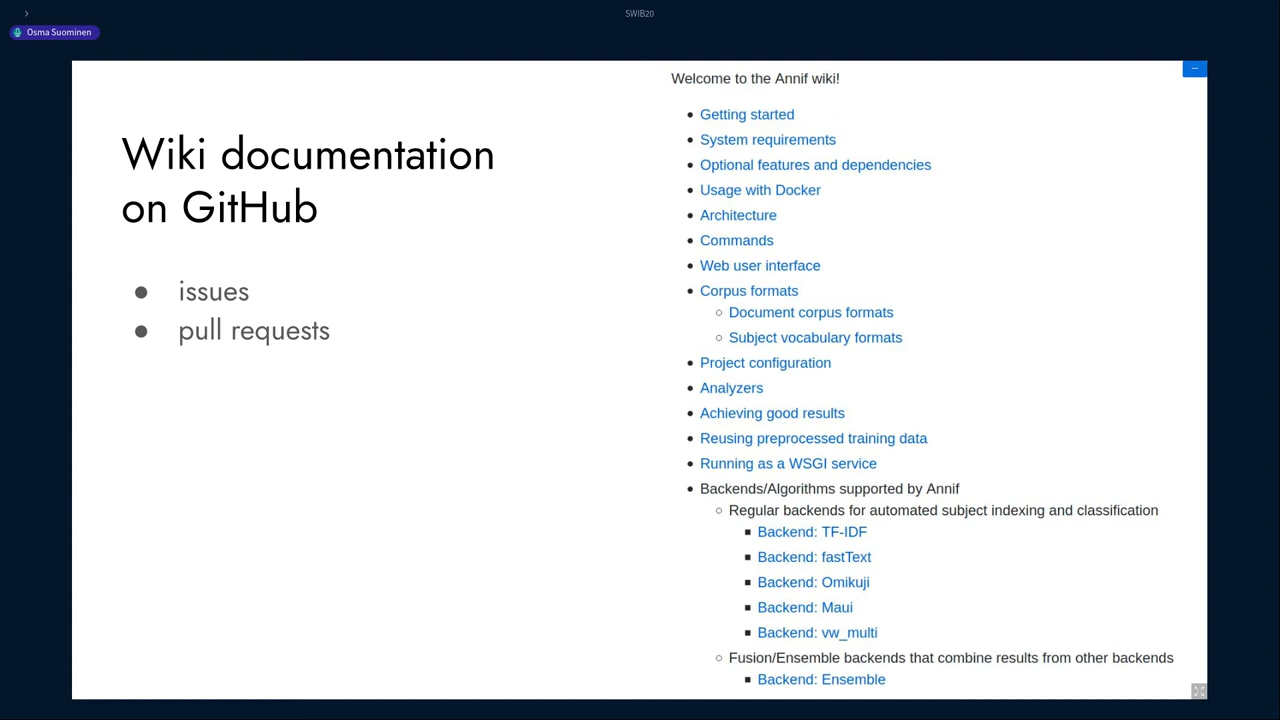 SWIB20
Osma Suominen
Wiki documentation
on GitHub
● issues
● pull requests
Welcome to the Annif wiki!
• Getting started
• System requirements
• Optional features and dependencies
• Usage with Docker
• Architecture
• Commands
• Web user interface
• Corpus formats
○ Document corpus formats
○ Subject vocabulary formats
• Project configuration
• Analyzers
• Achieving good results
• Reusing preprocessed training data
• Running as a WSGI service
• Backends/Algorithms supported by Annif
○ Regular backends for automated subject indexing and classification
▪ Backend: TF-IDF
▪ Backend: fastText
▪ Backend: Omikuji
▪ Backend: Maui
▪ Backend: vw_multi
○ Fusion/Ensemble backends that combine results from other backends
▪ Backend: Ensemble